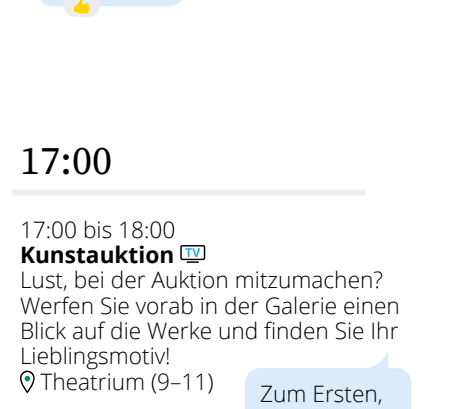 17:00
17:00 bis 18:00
Kunstauktion TV
Lust, bei der Auktion mitzumachen?
Werfen Sie vorab in der Galerie einen
Blick auf die Werke und finden Sie Ihr
Lieblingsmotiv!
Theatrium (9–11)
Zum Ersten,